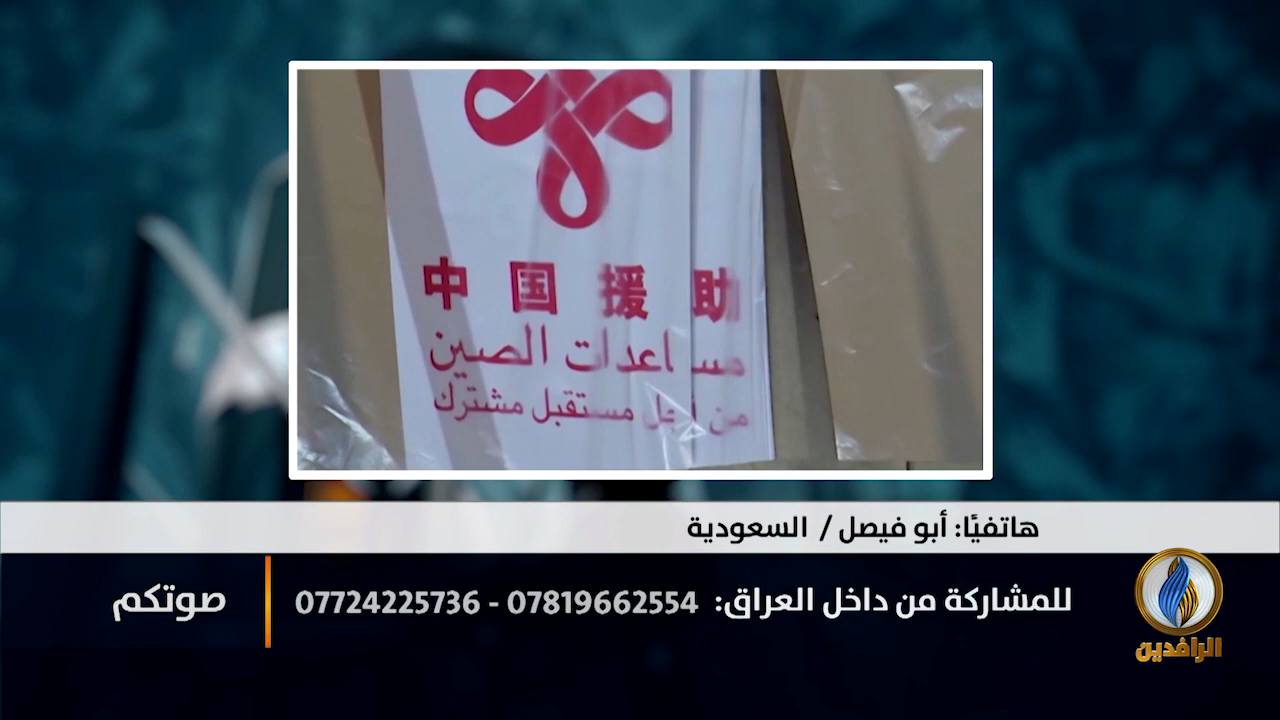 中国援助
مساعدات الصين
من أجل مستقبل مشترك
هاتفيًا: أبو فيصل / السعودية
للمشاركة من داخل العراق: 07819662554 - 07724225736
صوتكم
الرافدين